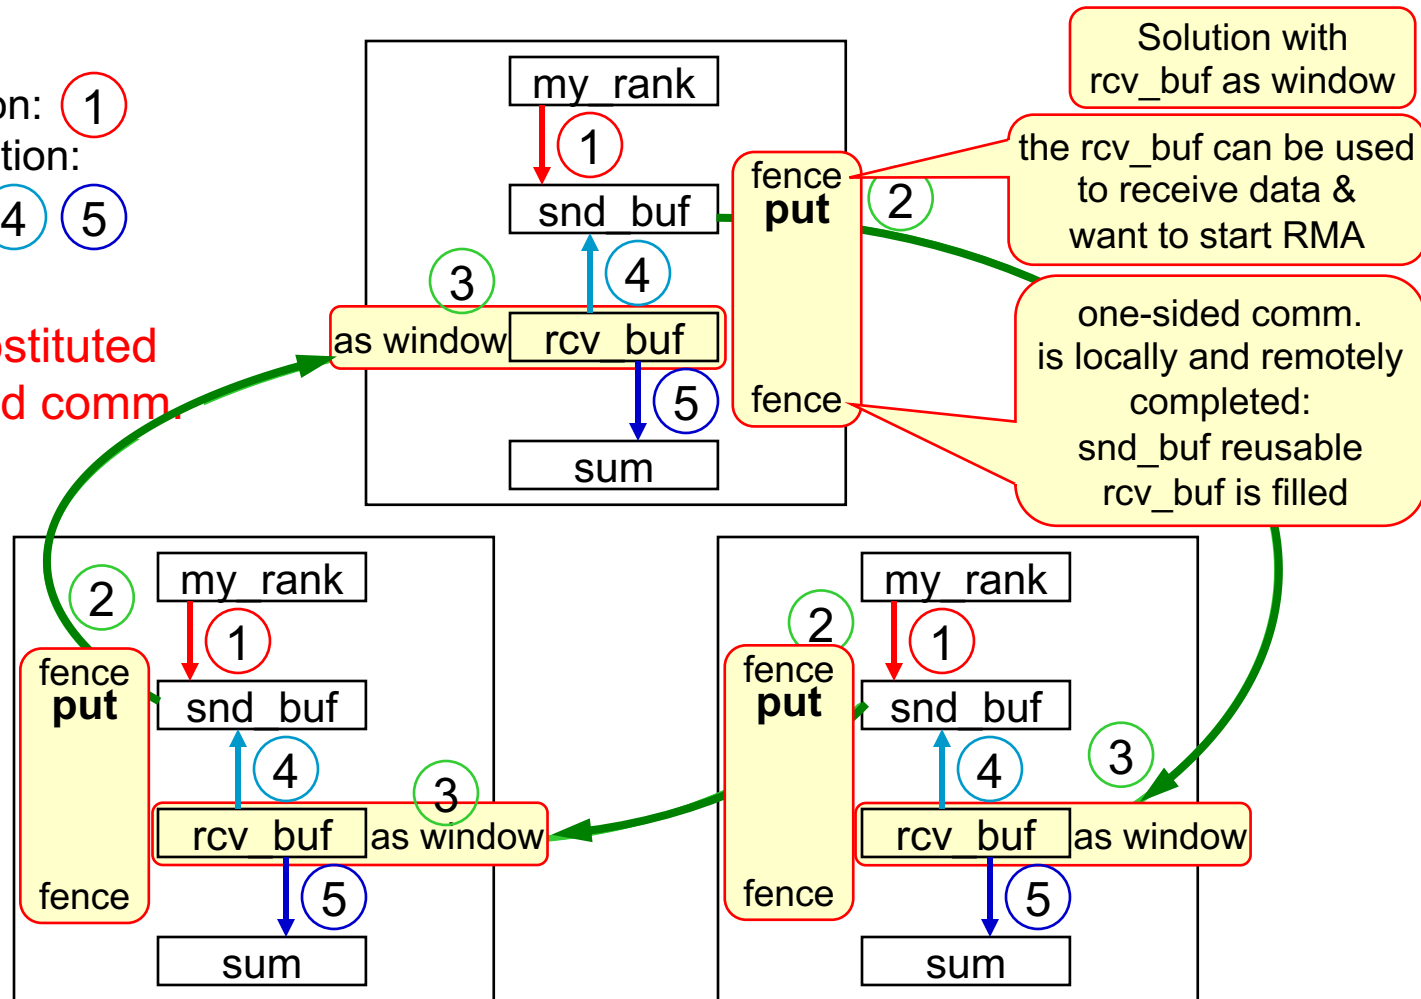 Solution with
rcv_buf as window
on: 1
tion:
4 5
stituted
d comm.
my_rank
1
snd_buf
fence
put
2
the rcv_buf can be used
to receive data &
want to start RMA
3
4
as window rcv_buf
5
fence
sum
one-sided comm.
is locally and remotely
completed:
snd_buf reusable
rcv_buf is filled
2
my_rank
1
fence
put
snd_buf
4
3
rcv_buf as window
5
fence
sum
2
my_rank
1
fence
put
snd_buf
4
3
rcv_buf as window
5
fence
sum